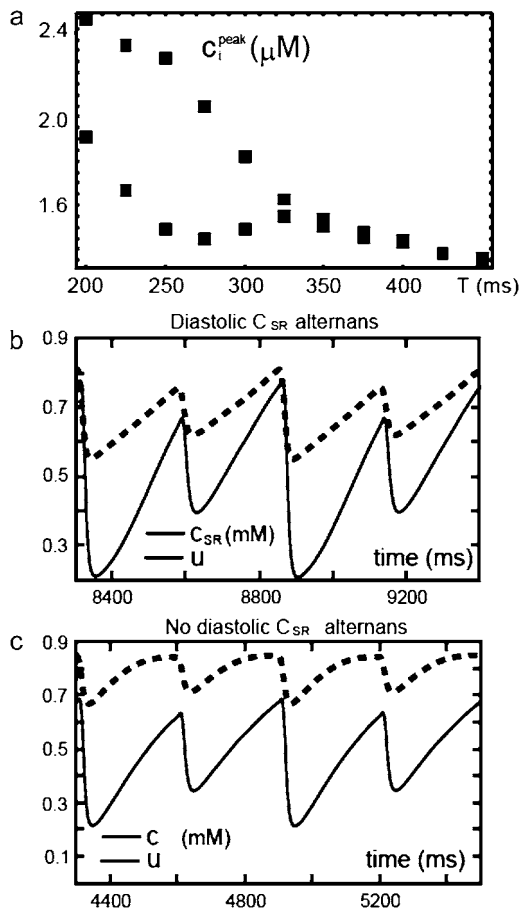 a
c_i^peak (μM)
2.4
2.0
1.6
200 250 300 350 400 T (ms)
b
Diastolic C_SR alternans
0.9
0.7
0.5
0.3
c_SR (mM)
u
time (ms)
8400 8800 9200
c
No diastolic C_SR alternans
0.9
0.7
0.5
0.3
0.1
c (mM)
u
time (ms)
4400 4800 5200